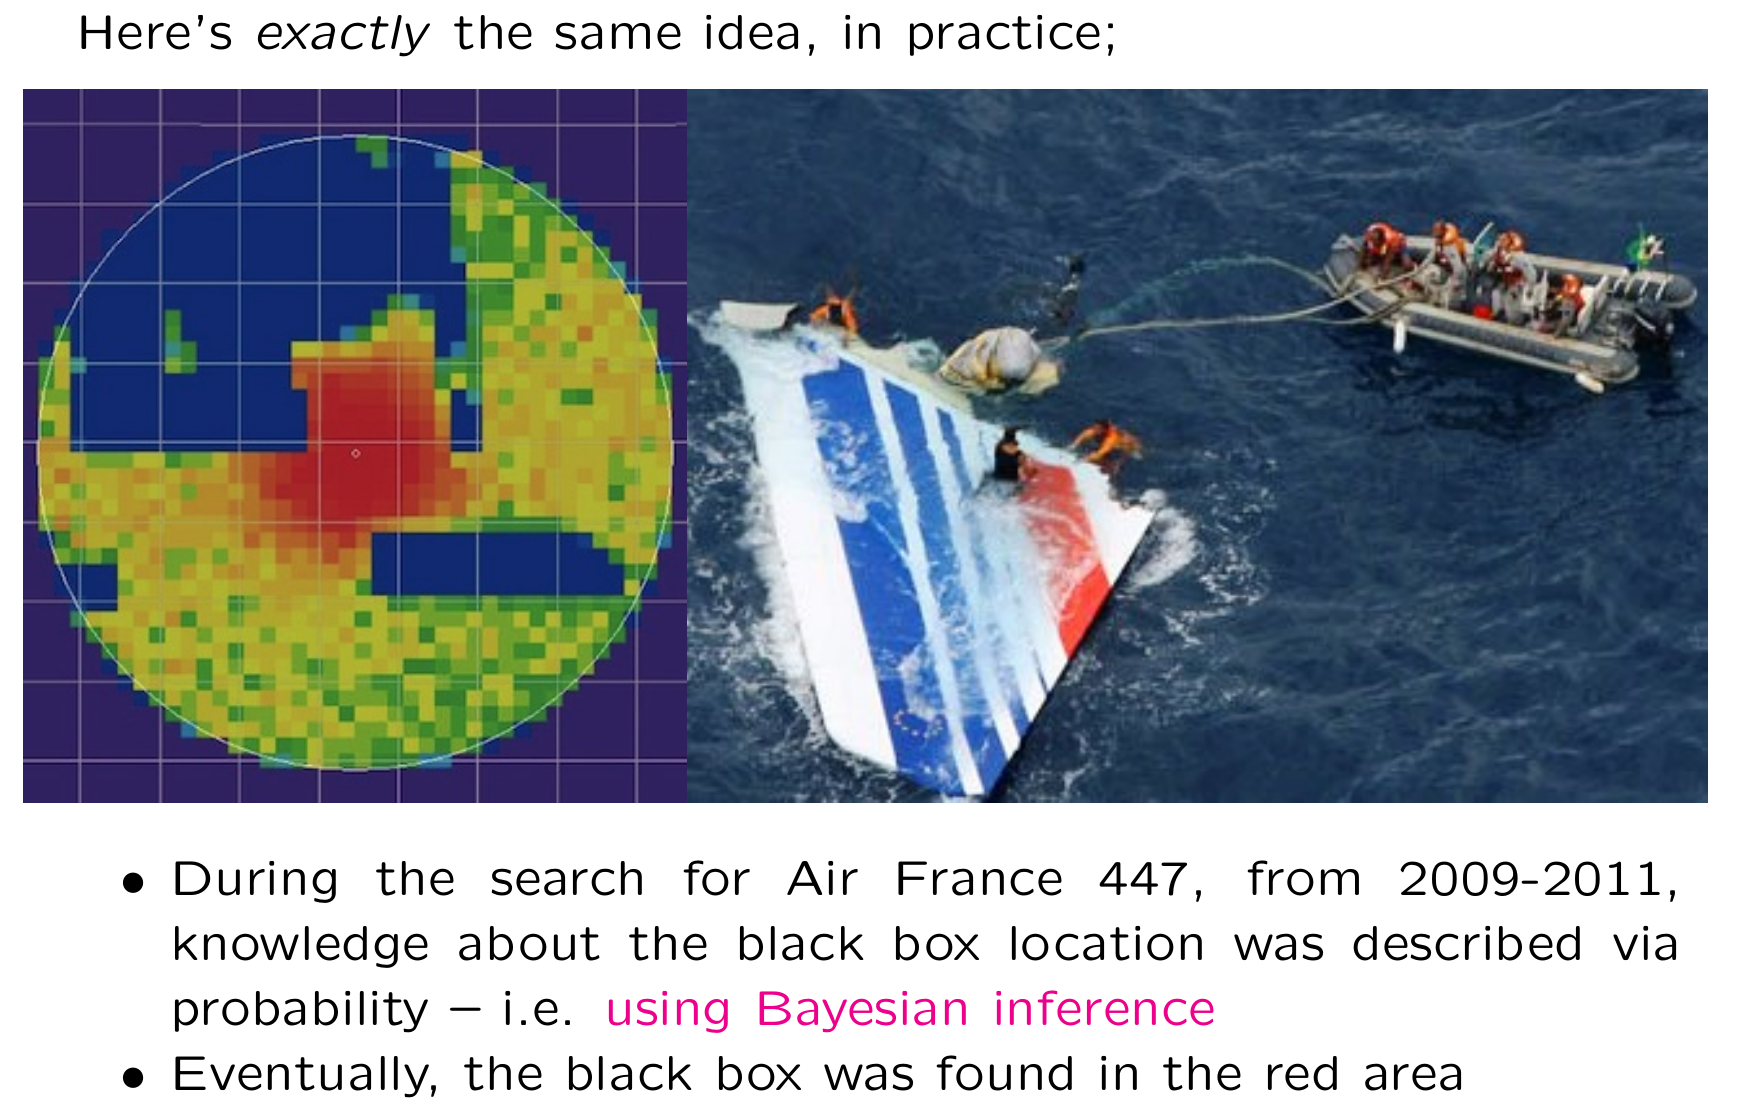 Here's exactly the same idea, in practice;
• During the search for Air France 447, from 2009-2011,
knowledge about the black box location was described via
probability – i.e. using Bayesian inference
• Eventually, the black box was found in the red area